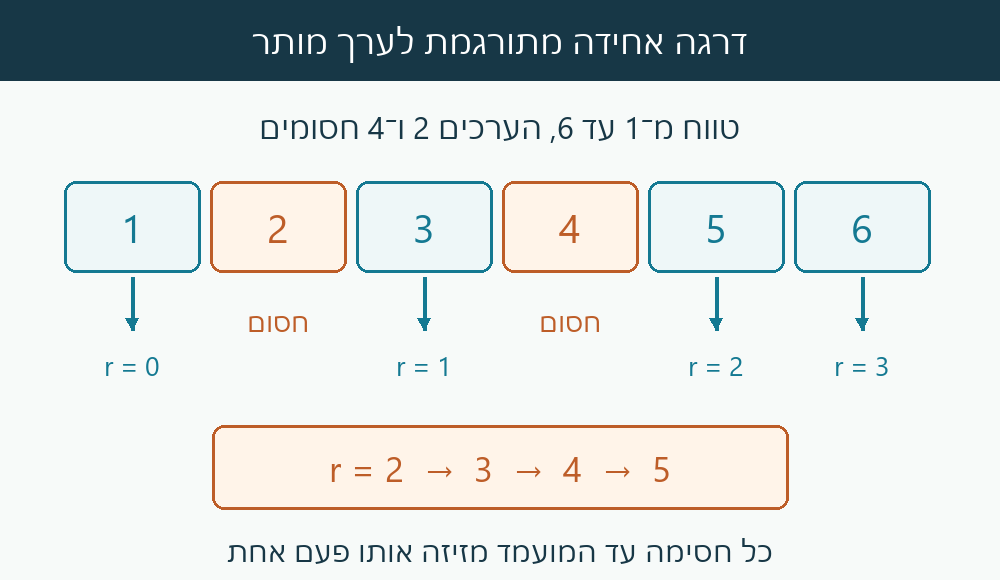 דרגה אחידה מתורגמת לערך מותר
טווח מ־1 עד 6, הערכים 2 ו־4 חסומים
1 2 3 4 5 6
חסום חסום
r = 0 r = 1 r = 2 r = 3
r = 2 → 3 → 4 → 5
כל חסימה עד המועמד מזיזה אותו פעם אחת